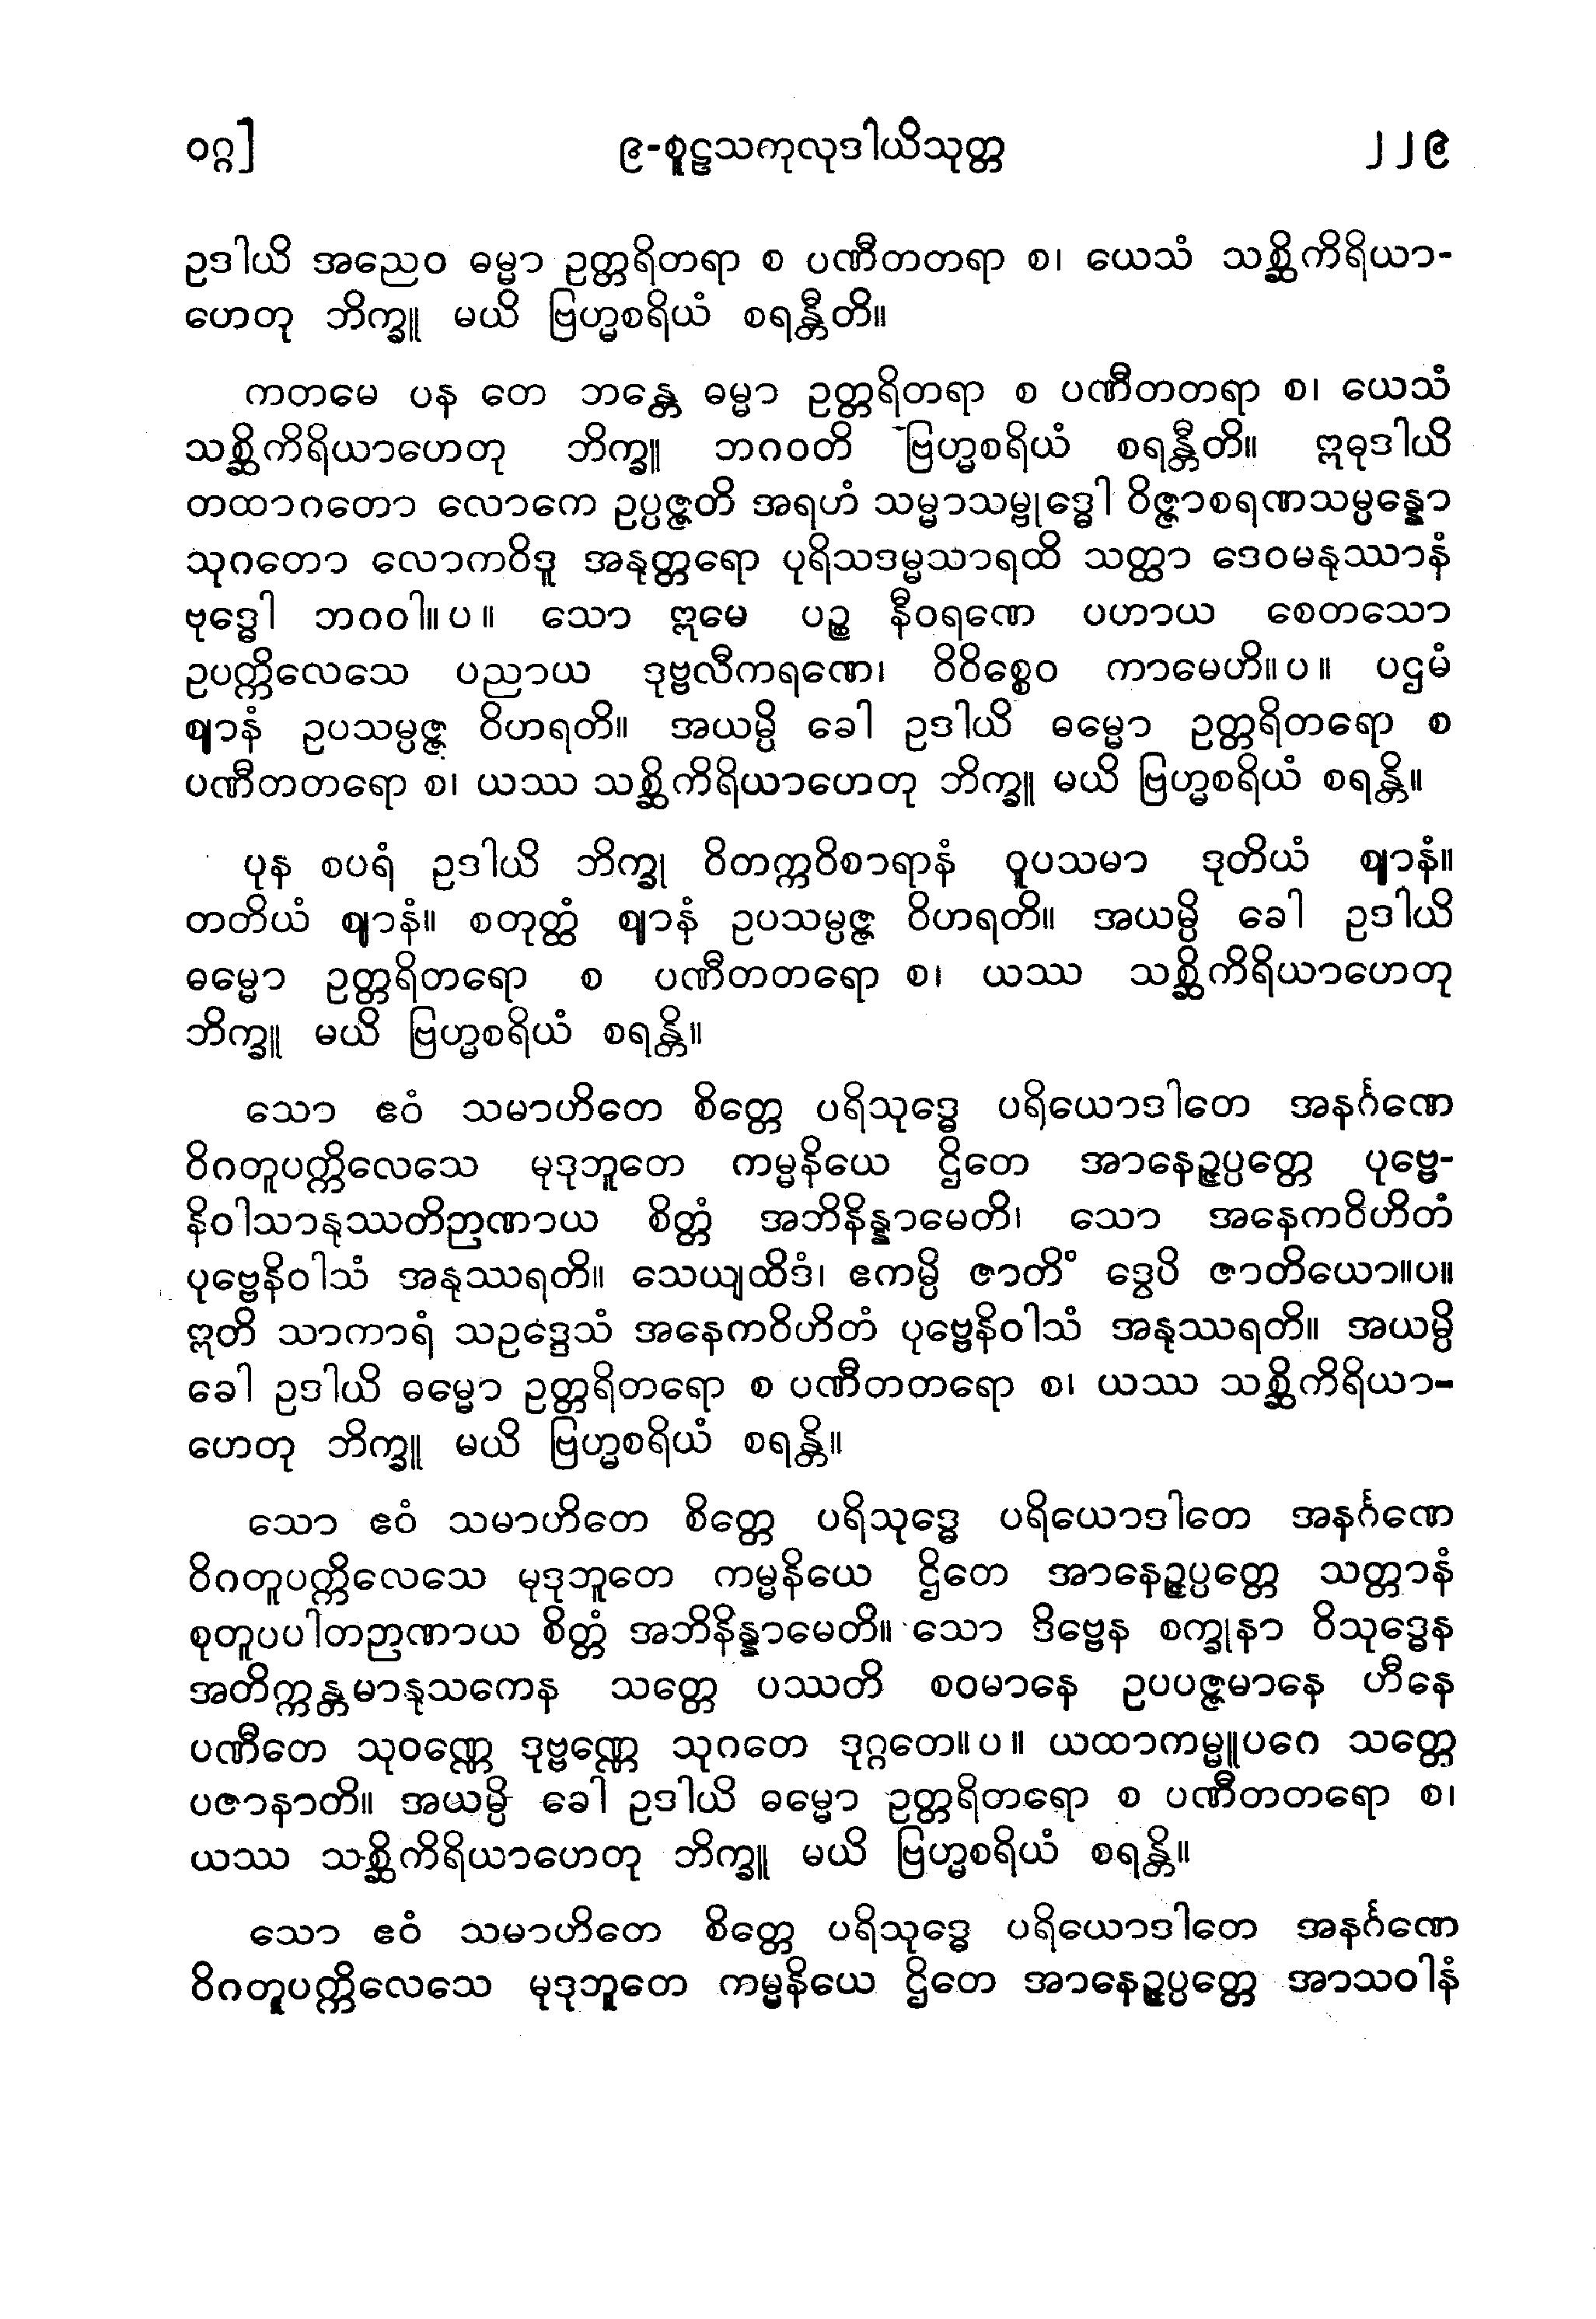 ဝဂ္ဂ]	၉-စူဠသကုလုဒါယိသုတ္တ	၂၂၉
ဥဒါယိ အညေဝ ဓမ္မာ ဥတ္တရိတရာ စ ပဏီတတရာ စ၊ ယေသံ သစ္ဆိကိရိယာ-
ဟေတု ဘိက္ခူ မယိ ဗြဟ္မစရိယံ စရန္တီတိ။
ကတမေ ပန တေ ဘန္တေ ဓမ္မာ ဥတ္တရိတရာ စ ပဏီတတရာ စ၊ ယေသံ
သစ္ဆိကိရိယာဟေတု ဘိက္ခူ ဘဂဝတိ ဗြဟ္မစရိယံ စရန္တီတိ။ ဣဓုဒါယိ
တထာဂတော လောကေ ဥပ္ပဇ္ဇတိ အရဟံ သမ္မာသမ္ဗုဒ္ဓေါ ဝိဇ္ဇာစရဏသမ္ပန္နော
သုဂတော လောကဝိဒူ အနုတ္တရော ပုရိသဒမ္မသာရထိ သတ္ထာ ဒေဝမနုဿာနံ
ဗုဒ္ဓေါ ဘဂဝါ။ပ။ သော ဣမေ ပဉ္စ နီဝရဏေ ပဟာယ စေတသော
ဥပက္ကိလေသေ ပညာယ ဒုဗ္ဗလီကရဏေ၊ ဝိဝိစ္စေဝ ကာမေဟိ။ပ။ ပဌမံ
ဈာနံ ဥပသမ္ပဇ္ဇ ဝိဟရတိ။ အယမ္ပိ ခေါ ဥဒါယိ ဓမ္မော ဥတ္တရိတရော စ
ပဏီတတရော စ၊ ယဿ သစ္ဆိကိရိယာဟေတု ဘိက္ခူ မယိ ဗြဟ္မစရိယံ စရန္တိ။
ပုန စပရံ ဥဒါယိ ဘိက္ခု ဝိတက္ကဝိစာရာနံ ဝူပသမာ ဒုတိယံ ဈာနံ။
တတိယံ ဈာနံ။ စတုတ္ထံ ဈာနံ ဥပသမ္ပဇ္ဇ ဝိဟရတိ။ အယမ္ပိ ခေါ ဥဒါယိ
ဓမ္မော ဥတ္တရိတရော စ ပဏီတတရော စ၊ ယဿ သစ္ဆိကိရိယာဟေတု
ဘိက္ခူ မယိ ဗြဟ္မစရိယံ စရန္တိ။
သော ဧဝံ သမာဟိတေ စိတ္တေ ပရိသုဒ္ဓေ ပရိယောဒါတေ အနင်္ဂဏေ
ဝိဂတူပက္ကိလေသေ မုဒုဘူတေ ကမ္မနိယေ ဌိတေ အာနေဉ္ဇပ္ပတ္တေ ပုဗ္ဗေ-
နိဝါသာနုဿတိဉာဏာယ စိတ္တံ အဘိနိန္နာမေတိ၊ သော အနေကဝိဟိတံ
ပုဗ္ဗေနိဝါသံ အနုဿရတိ။ သေယျထိဒံ၊ ဧကမ္ပိ ဇာတိံ ဒွေပိ ဇာတိယော။ပ။
ဣတိ သာကာရံ သဥဒ္ဒေသံ အနေကဝိဟိတံ ပုဗ္ဗေနိဝါသံ အနုဿရတိ။ အယမ္ပိ
ခေါ ဥဒါယိ ဓမ္မော ဥတ္တရိတရော စ ပဏီတတရော စ၊ ယဿ သစ္ဆိကိရိယာ-
ဟေတု ဘိက္ခူ မယိ ဗြဟ္မစရိယံ စရန္တိ။
သော ဧဝံ သမာဟိတေ စိတ္တေ ပရိသုဒ္ဓေ ပရိယောဒါတေ အနင်္ဂဏေ
ဝိဂတူပက္ကိလေသေ မုဒုဘူတေ ကမ္မနိယေ ဌိတေ အာနေဉ္ဇပ္ပတ္တေ သတ္တာနံ
စုတူပပါတဉာဏာယ စိတ္တံ အဘိနိန္နာမေတိ။ သော ဒိဗ္ဗေန စက္ခုနာ ဝိသုဒ္ဓေန
အတိက္ကန္တမာနုသကေန သတ္တေ ပဿတိ စဝမာနေ ဥပပဇ္ဇမာနေ ဟီနေ
ပဏီတေ သုဝဏ္ဏေ ဒုဗ္ဗဏ္ဏေ သုဂတေ ဒုဂ္ဂတေ။ပ။ ယထာကမ္မူပဂေ သတ္တေ
ပဇာနာတိ။ အယမ္ပိ ခေါ ဥဒါယိ ဓမ္မော ဥတ္တရိတရော စ ပဏီတတရော စ၊
ယဿ သစ္ဆိကိရိယာဟေတု ဘိက္ခူ မယိ ဗြဟ္မစရိယံ စရန္တိ။
သော ဧဝံ သမာဟိတေ စိတ္တေ ပရိသုဒ္ဓေ ပရိယောဒါတေ အနင်္ဂဏေ
ဝိဂတူပက္ကိလေသေ မုဒုဘူတေ ကမ္မနိယေ ဌိတေ အာနေဉ္ဇပ္ပတ္တေ အာသဝါနံ